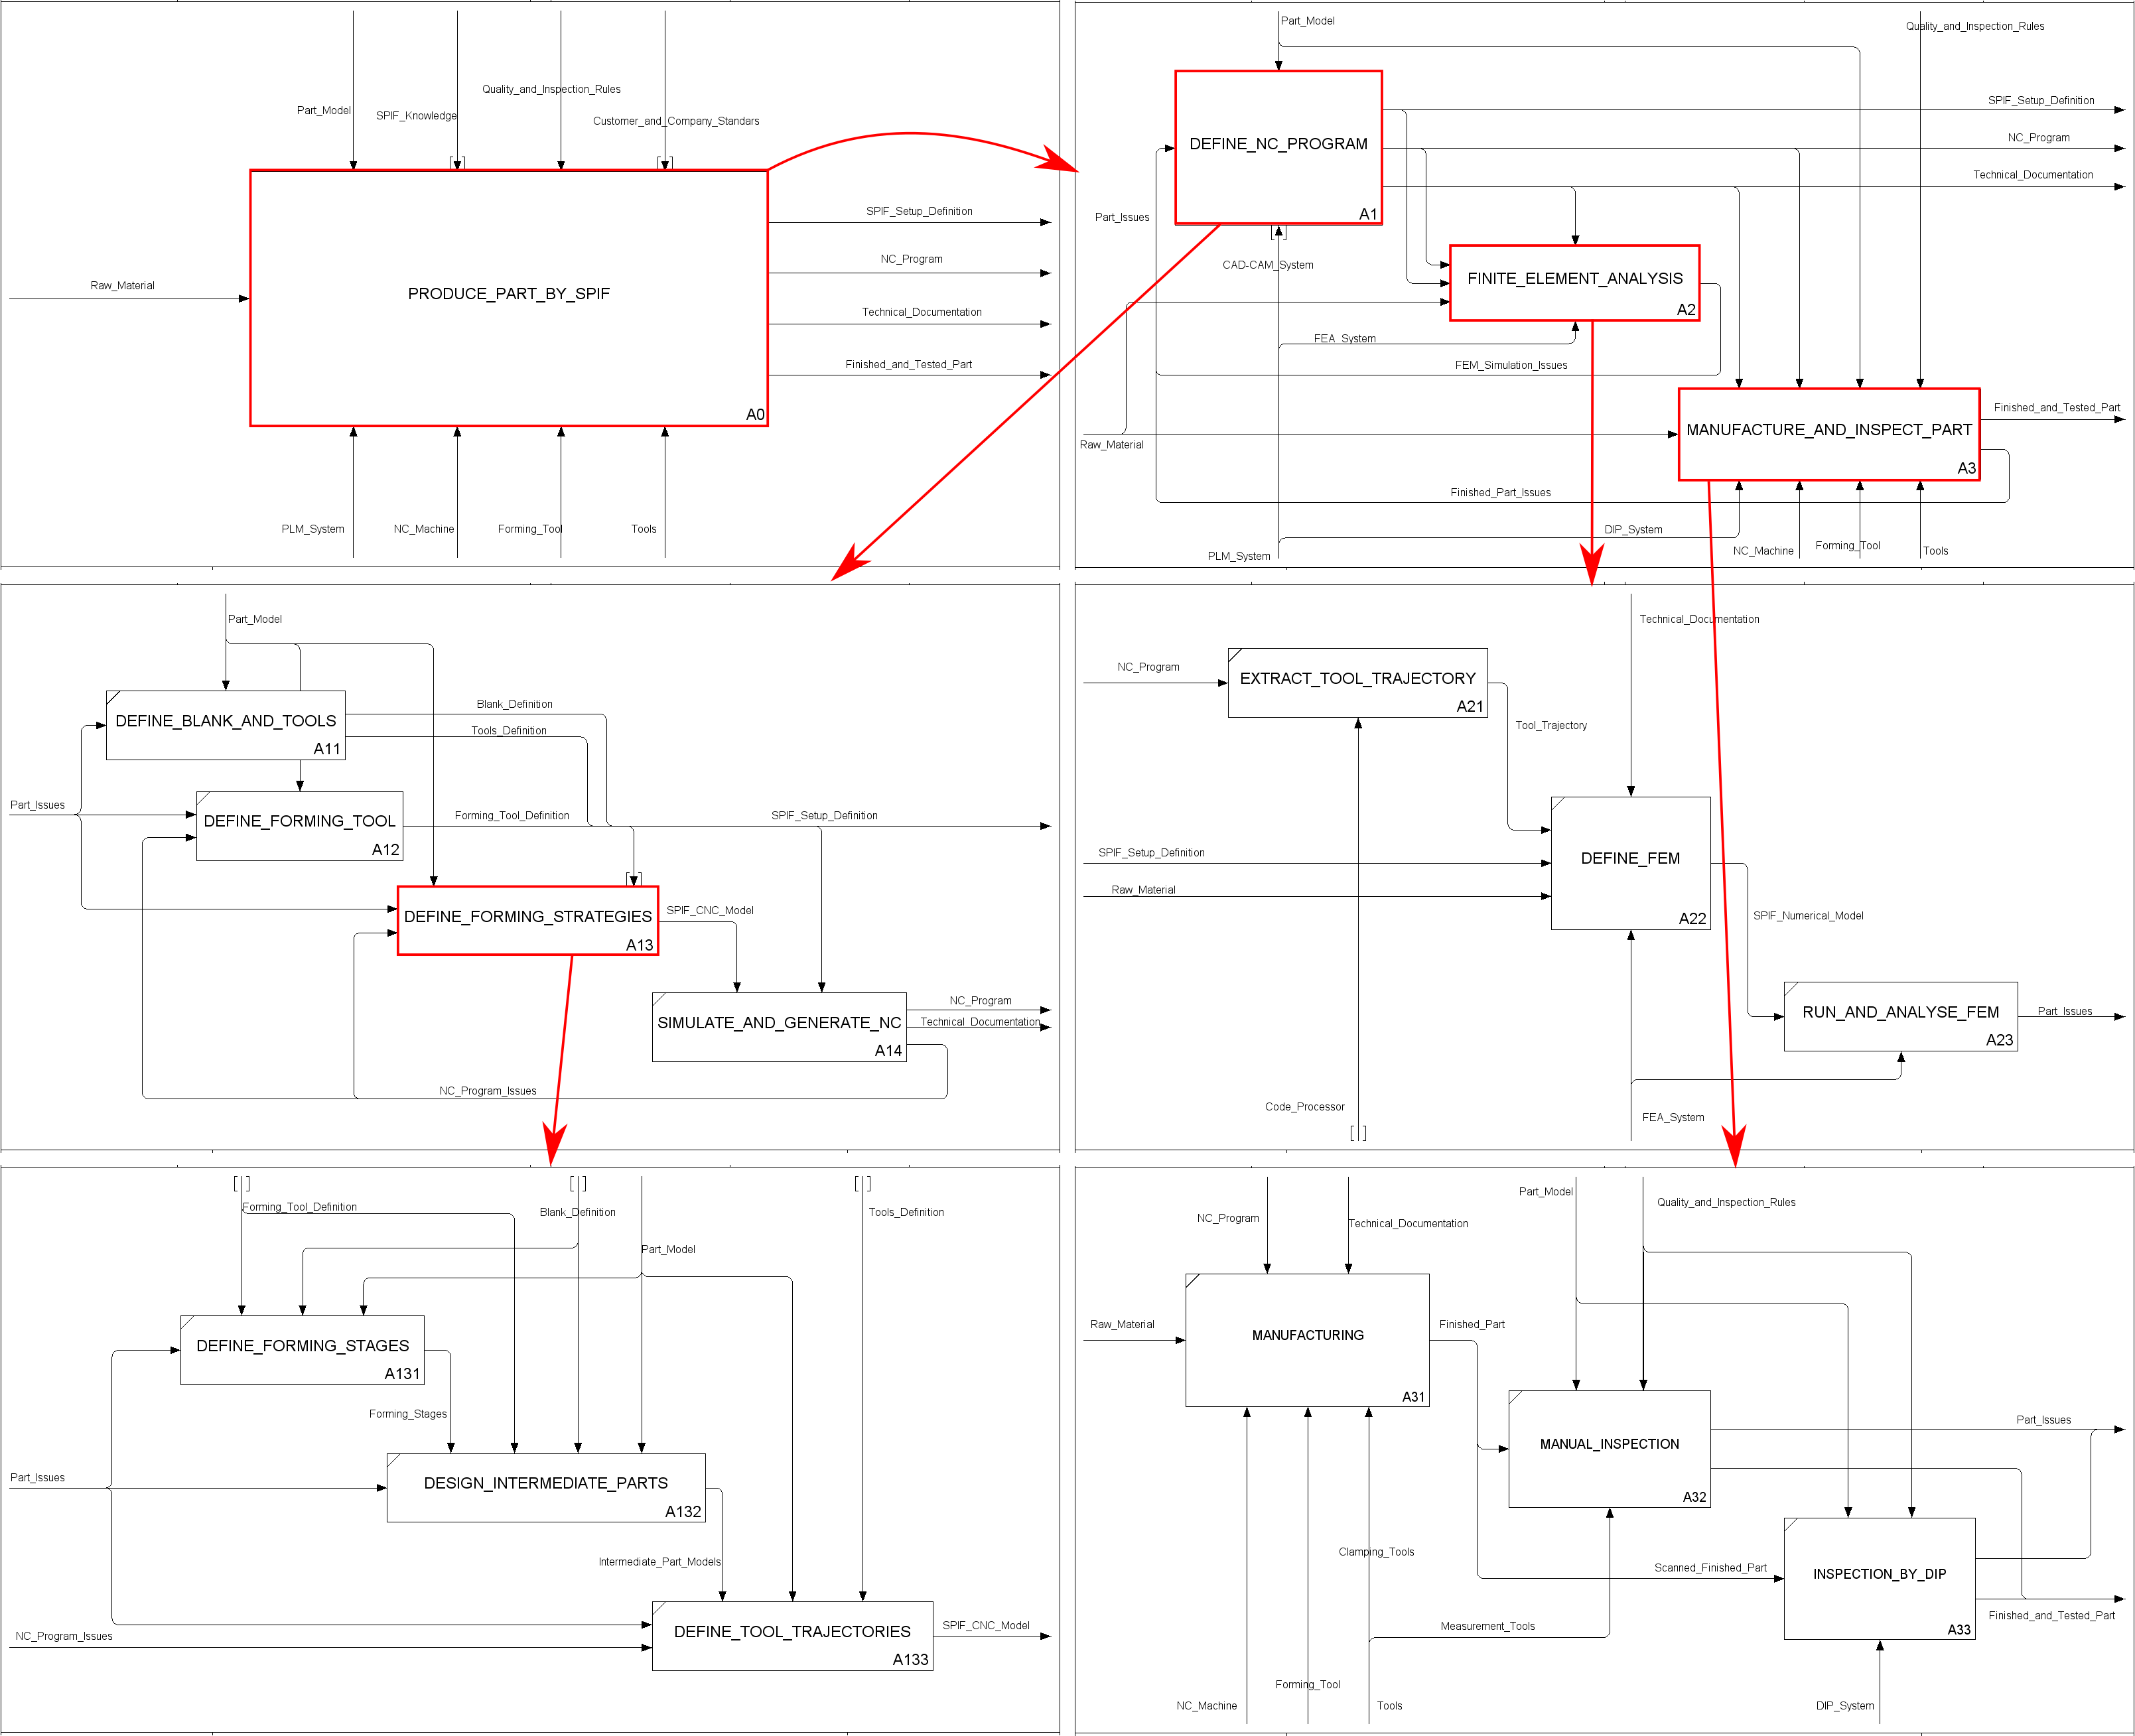 Part_Model
SPIF_Knowledge
Quality_and_Inspection_Rules
Customer_and_Company_Standars
Raw_Material
PRODUCE_PART_BY_SPIF
A0
SPIF_Setup_Definition
NC_Program
Technical_Documentation
Finished_and_Tested_Part
PLM_System
NC_Machine
Forming_Tool
Tools
Part_Model
Quality_and_Inspection_Rules
DEFINE_NC_PROGRAM
A1
SPIF_Setup_Definition
NC_Program
Technical_Documentation
Part_Issues
CAD-CAM_System
FINITE_ELEMENT_ANALYSIS
A2
FEA_System
FEM_Simulation_Issues
Raw_Material
MANUFACTURE_AND_INSPECT_PART
A3
Finished_and_Tested_Part
Finished_Part_Issues
DIP_System
PLM_System
NC_Machine
Forming_Tool
Tools
Part_Model
DEFINE_BLANK_AND_TOOLS
A11
Blank_Definition
Tools_Definition
Part_Issues
DEFINE_FORMING_TOOL
A12
Forming_Tool_Definition
SPIF_Setup_Definition
DEFINE_FORMING_STRATEGIES
A13
SPIF_CNC_Model
SIMULATE_AND_GENERATE_NC
A14
NC_Program
Technical_Documentation
NC_Program_Issues
Technical_Documentation
NC_Program
EXTRACT_TOOL_TRAJECTORY
A21
Tool_Trajectory
SPIF_Setup_Definition
Raw_Material
DEFINE_FEM
A22
SPIF_Numerical_Model
RUN_AND_ANALYSE_FEM
A23
Part_Issues
Code_Processor
FEA_System
Forming_Tool_Definition
Blank_Definition
Tools_Definition
Part_Model
DEFINE_FORMING_STAGES
A131
Forming_Stages
Part_Issues
DESIGN_INTERMEDIATE_PARTS
A132
Intermediate_Part_Models
NC_Program_Issues
DEFINE_TOOL_TRAJECTORIES
A133
SPIF_CNC_Model
NC_Program
Technical_Documentation
Part_Model
Quality_and_Inspection_Rules
Raw_Material
MANUFACTURING
A31
Finished_Part
MANUAL_INSPECTION
A32
Part_Issues
Clamping_Tools
Scanned_Finished_Part
INSPECTION_BY_DIP
A33
Finished_and_Tested_Part
Measurement_Tools
NC_Machine
Forming_Tool
Tools
DIP_System